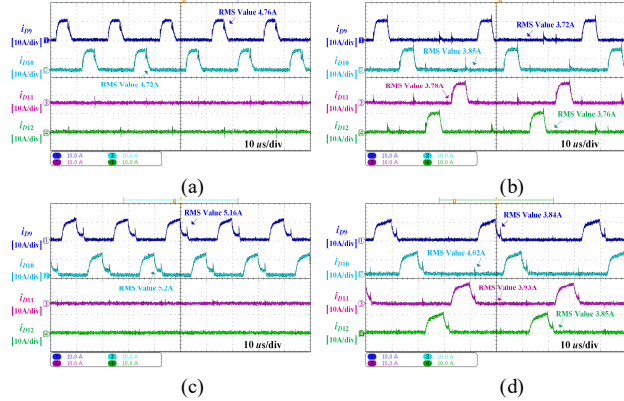 RMS Value 4.76A
i_D9
[10A/div]
i_D10
[10A/div]
RMS Value 4.72A
i_D11
[10A/div]
i_D12
[10A/div]
10 us/div
10.0 A 10.0 A
10.0 A 10.0 A
(a)
RMS Value 3.72A
i_D9
[10A/div]
RMS Value 3.85A
i_D10
[10A/div]
RMS Value 3.78A
i_D11
[10A/div]
i_D12
RMS Value 3.76A
[10A/div]
10 us/div
10.0 A 10.0 A
10.0 A 10.0 A
(b)
RMS Value 5.16A
i_D9
[10A/div]
i_D10
[10A/div]
RMS Value 5.2A
i_D11
[10A/div]
i_D12
[10A/div]
10 us/div
10.0 A 10.0 A
10.0 A 10.0 A
(c)
RMS Value 3.84A
i_D9
[10A/div]
RMS Value 4.02A
i_D10
[10A/div]
RMS Value 3.93A
i_D11
[10A/div]
i_D12
RMS Value 3.85A
[10A/div]
10 us/div
10.0 A 10.0 A
10.0 A 10.0 A
(d)